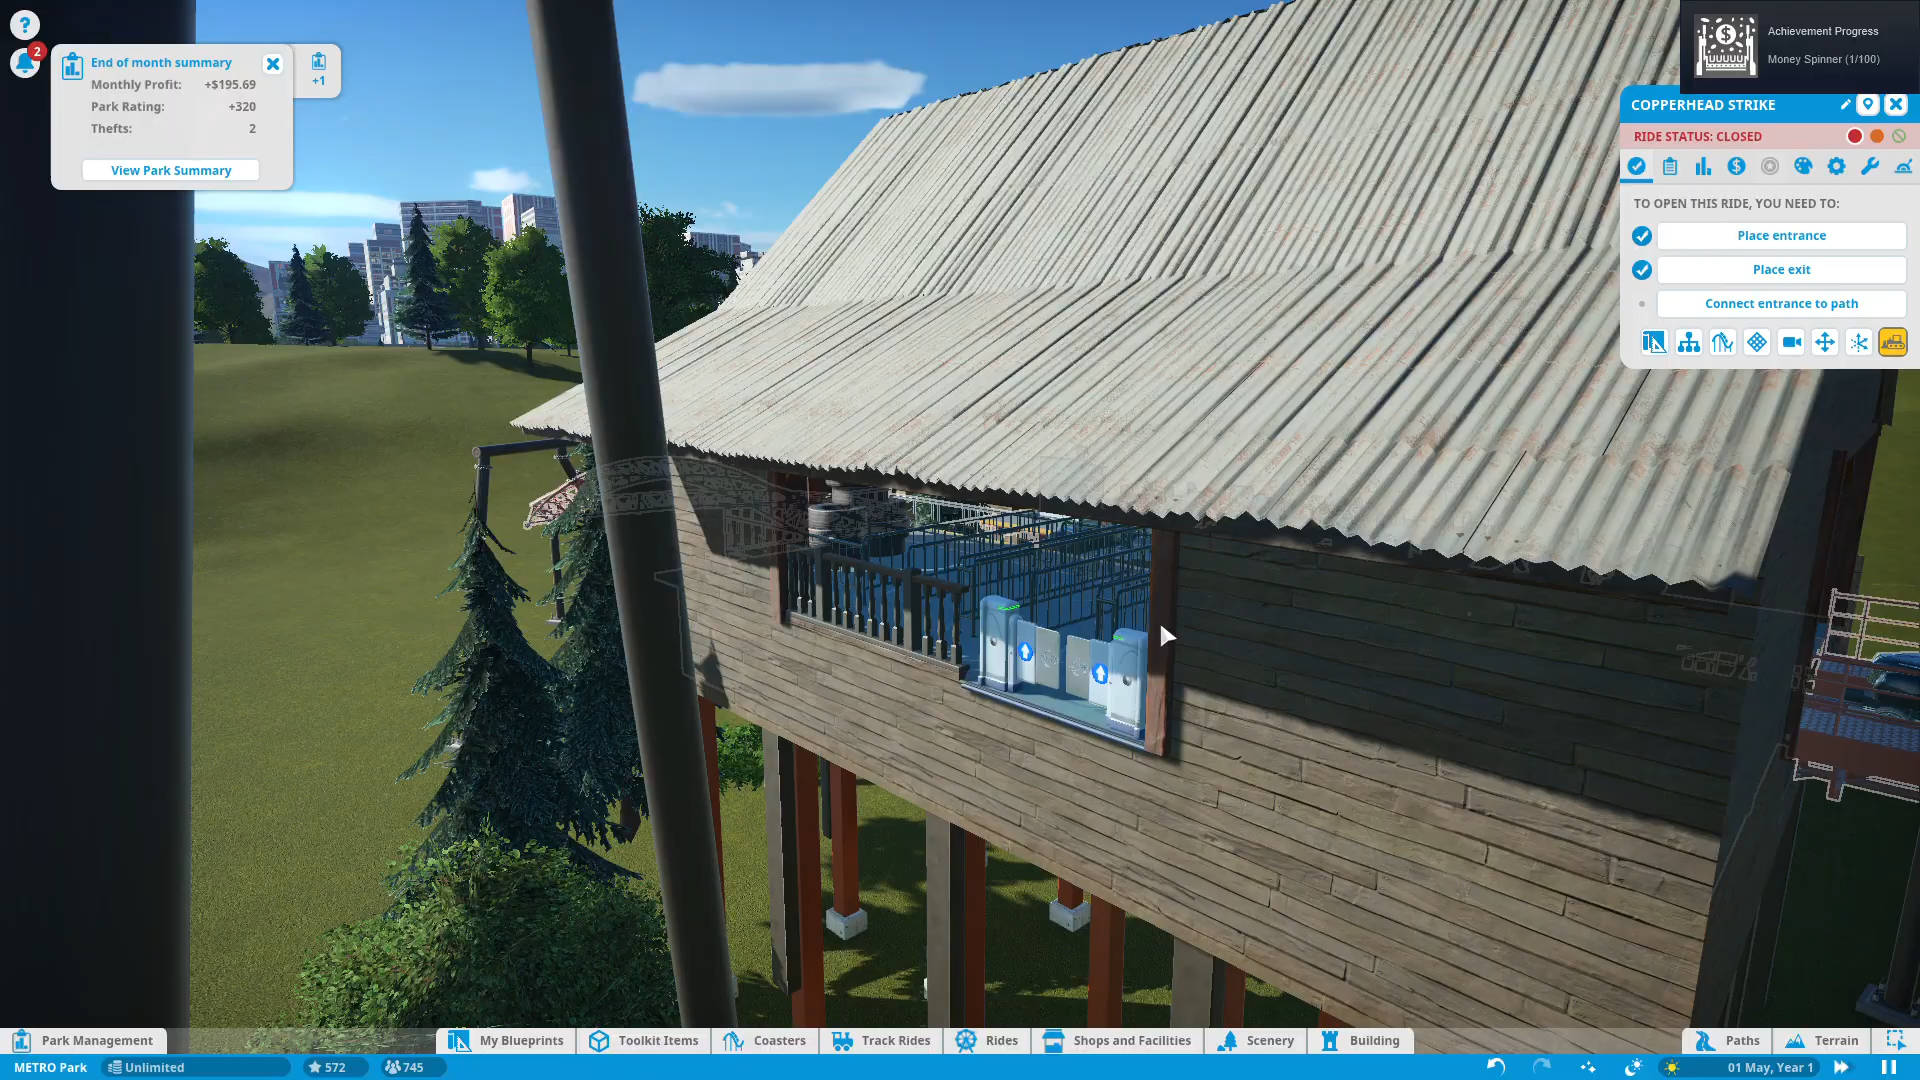 ?
2
End of month summary
Monthly Profit: +$195.69
Park Rating: +320
Thefts: 2
View Park Summary
+1
Achievement Progress
Money Spinner (1/100)
COPPERHEAD STRIKE
RIDE STATUS: CLOSED
TO OPEN THIS RIDE, YOU NEED TO:
Place entrance
Place exit
Connect entrance to path
Park Management
My Blueprints
Toolkit Items
Coasters
Track Rides
Rides
Shops and Facilities
Scenery
Building
Paths
Terrain
METRO Park
Unlimited
572
745
01 May, Year 1